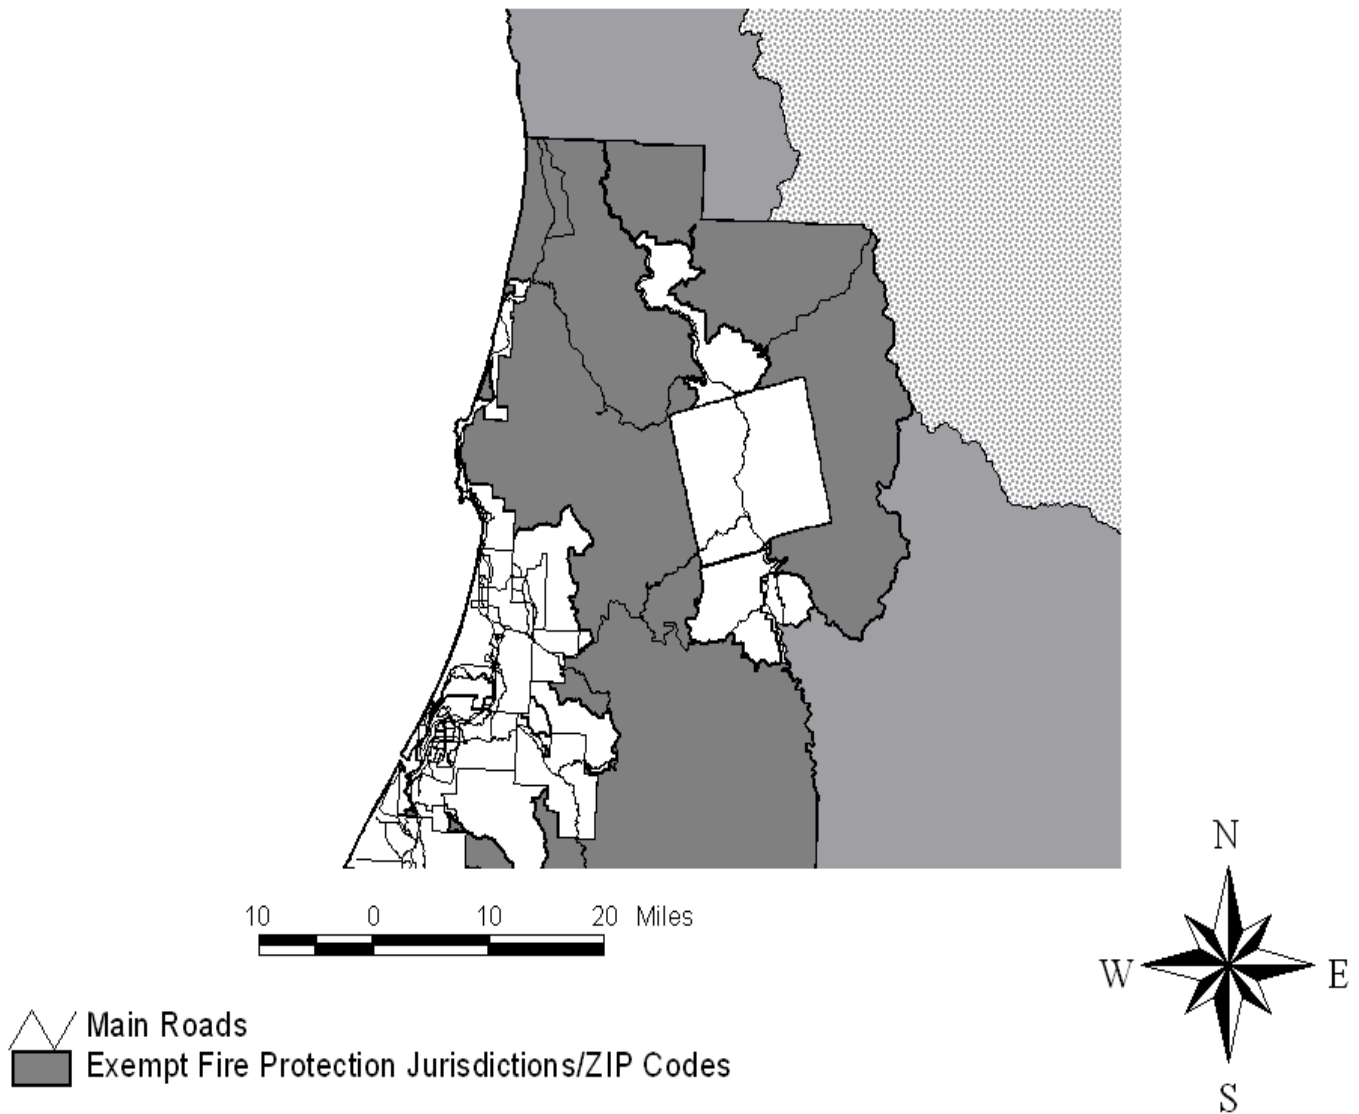 N
10 0 10 20 Miles
W E
Main Roads
Exempt Fire Protection Jurisdictions/ZIP Codes
S